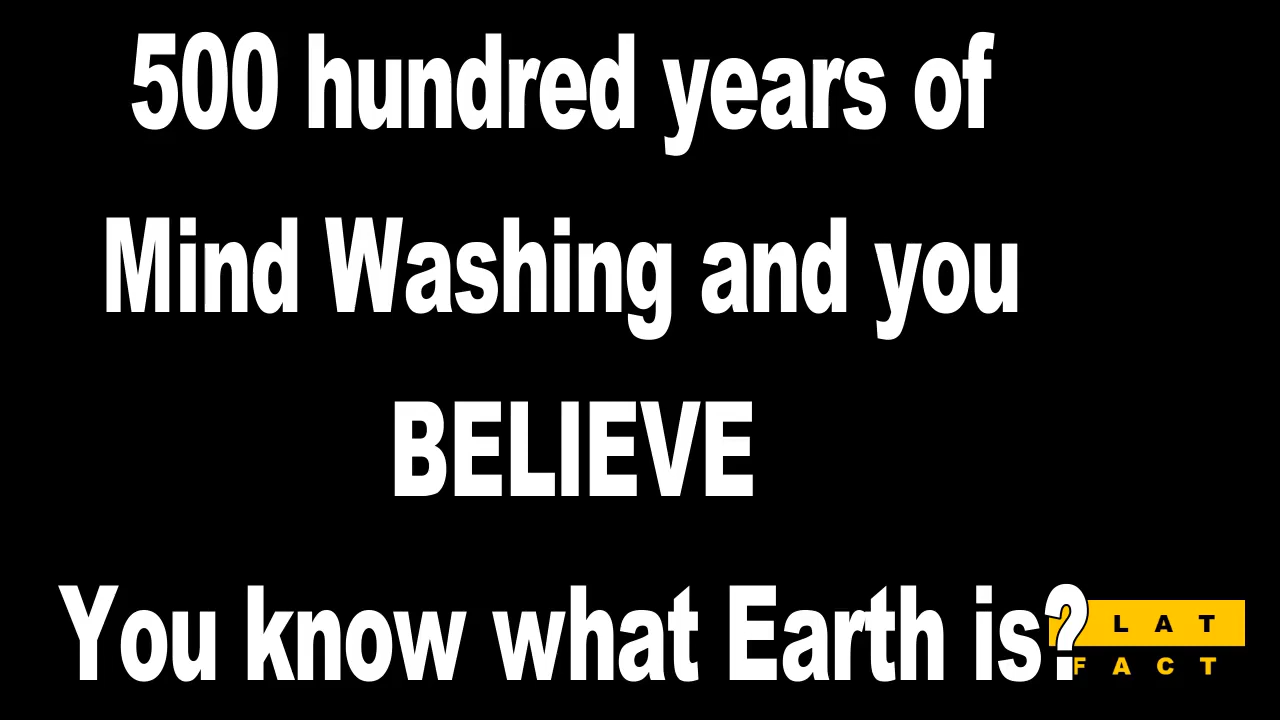 500 hundred years of
Mind Washing and you
BELIEVE
You know what Earth is?
LAT
FACT